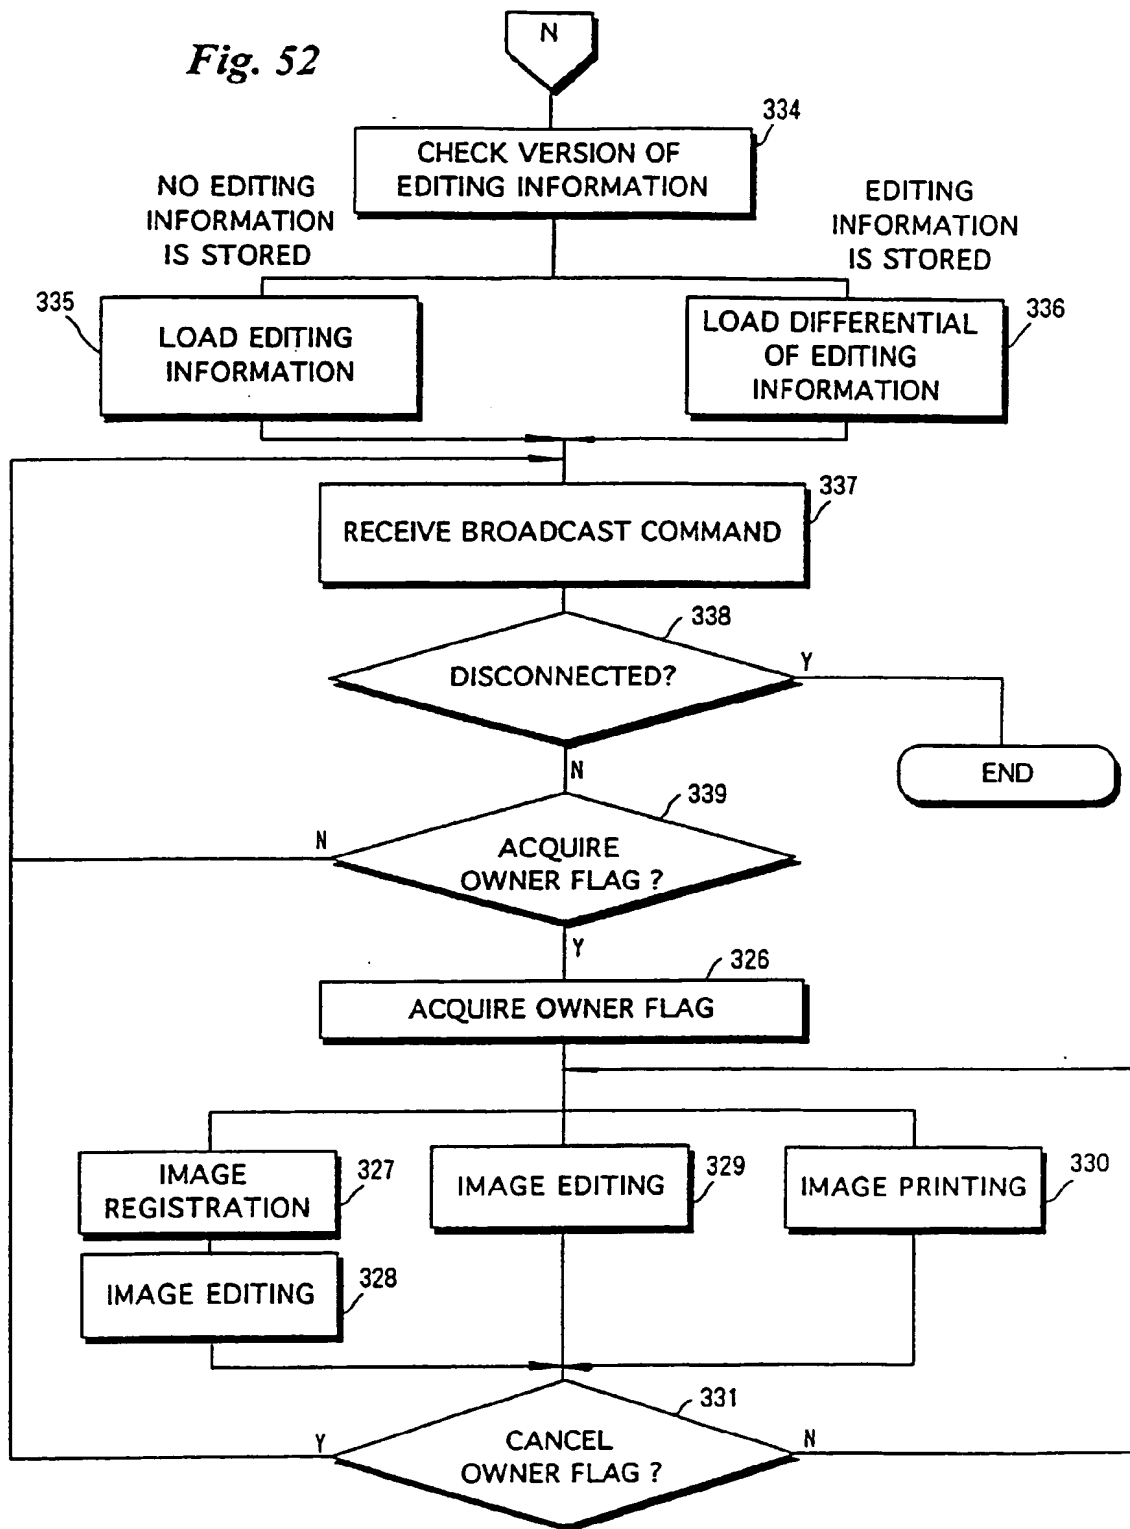 Fig. 52
N
334
CHECK VERSION OF
EDITING INFORMATION
NO EDITING
INFORMATION
IS STORED
EDITING
INFORMATION
IS STORED
335
LOAD EDITING
INFORMATION
336
LOAD DIFFERENTIAL
OF EDITING
INFORMATION
337
RECEIVE BROADCAST COMMAND
338
DISCONNECTED?
Y
N
END
339
N
ACQUIRE
OWNER FLAG ?
Y
326
ACQUIRE OWNER FLAG
327
IMAGE
REGISTRATION
329
IMAGE EDITING
330
IMAGE PRINTING
328
IMAGE EDITING
331
Y
CANCEL
OWNER FLAG ?
N